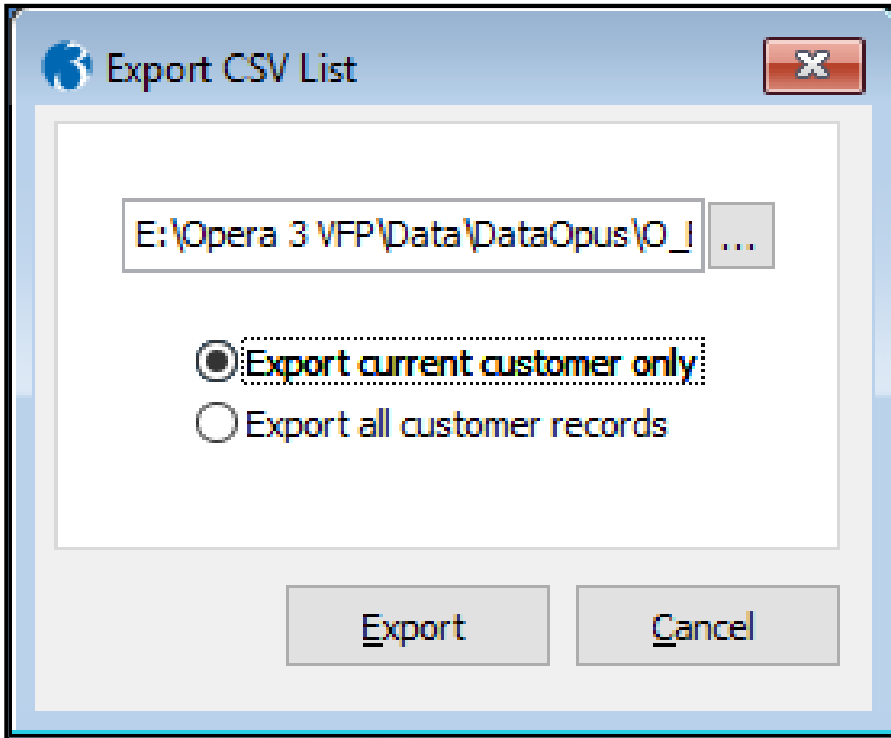 Export CSV List
E:\Opera 3 VFP\Data\DataOpus\O_
...
Export current customer only
Export all customer records
Export
Cancel